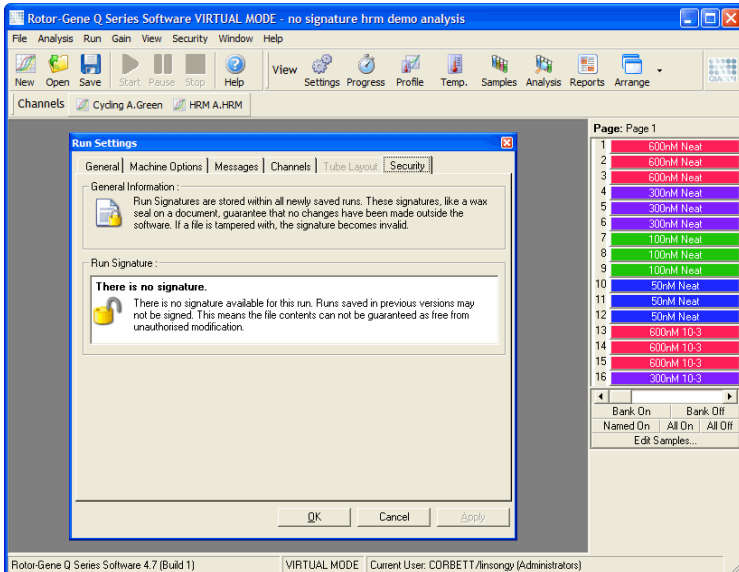 Rotor-Gene Q Series Software VIRTUAL MODE - no signature hrm demo analysis
File Analysis Run Gain View Security Window Help
New Open Save Start Pause Stop Help View Settings Progress Profile Temp. Samples Analysis Reports Arrange
Channels Cycling A.Green HRM A.HRM
Page: Page 1
1 600nM Neat
2 600nM Neat
3 600nM Neat
4 300nM Neat
5 300nM Neat
6 300nM Neat
7 100nM Neat
8 100nM Neat
9 100nM Neat
10 50nM Neat
11 50nM Neat
12 50nM Neat
13 600nM 10-3
14 600nM 10-3
15 600nM 10-3
16 300nM 10-3
Bank On Bank Off
Named On All On All Off
Edit Samples...
Run Settings
General Machine Options Messages Channels Tube Layout Security
General Information :
Run Signatures are stored within all newly saved runs. These signatures, like a wax
seal on a document, guarantee that no changes have been made outside the
software. If a file is tampered with, the signature becomes invalid.
Run Signature :
There is no signature.
There is no signature available for this run. Runs saved in previous versions may
not be signed. This means the file contents can not be guaranteed as free from
unauthorised modification.
OK Cancel Apply
Rotor-Gene Q Series Software 4.7 (Build 1) VIRTUAL MODE Current User: CORBETT/linsongy (Administrators)